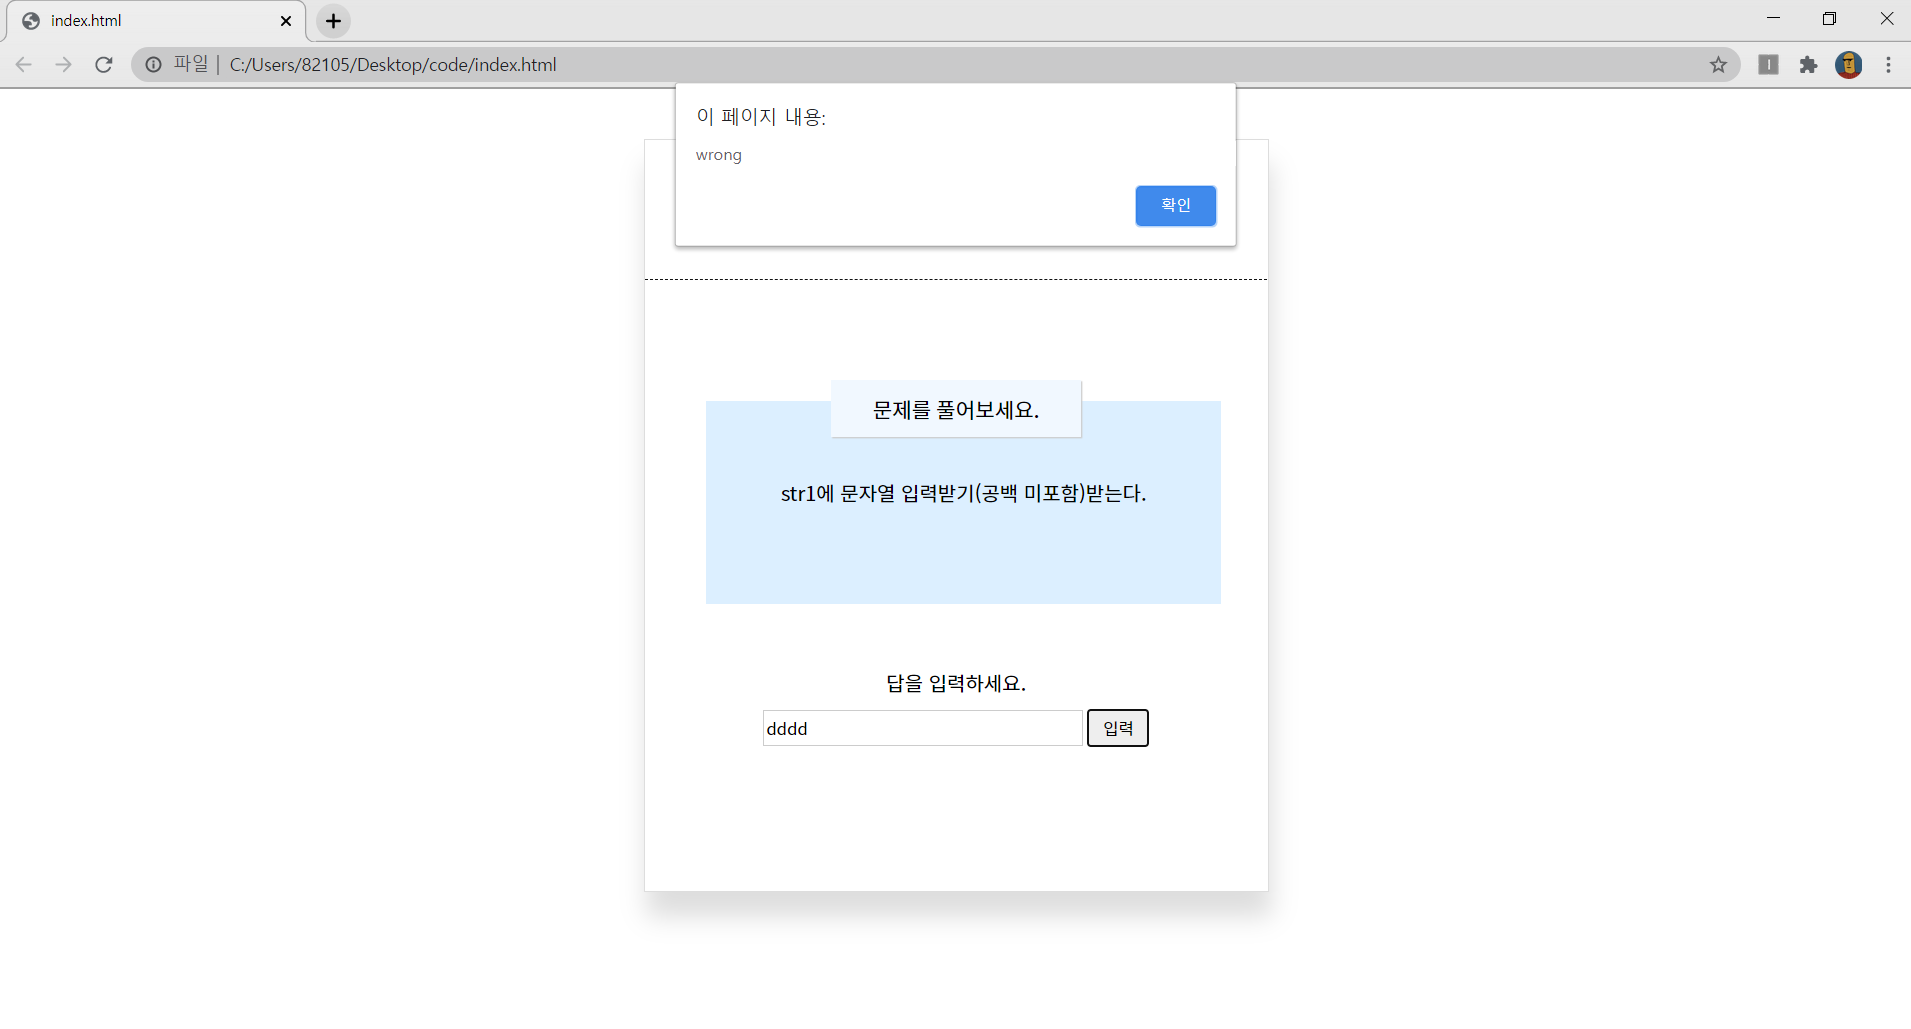 index.html
파일 | C:/Users/82105/Desktop/code/index.html
이 페이지 내용:
wrong
확인
문제를 풀어보세요.
str1에 문자열 입력받기(공백 미포함)받는다.
답을 입력하세요.
dddd 입력